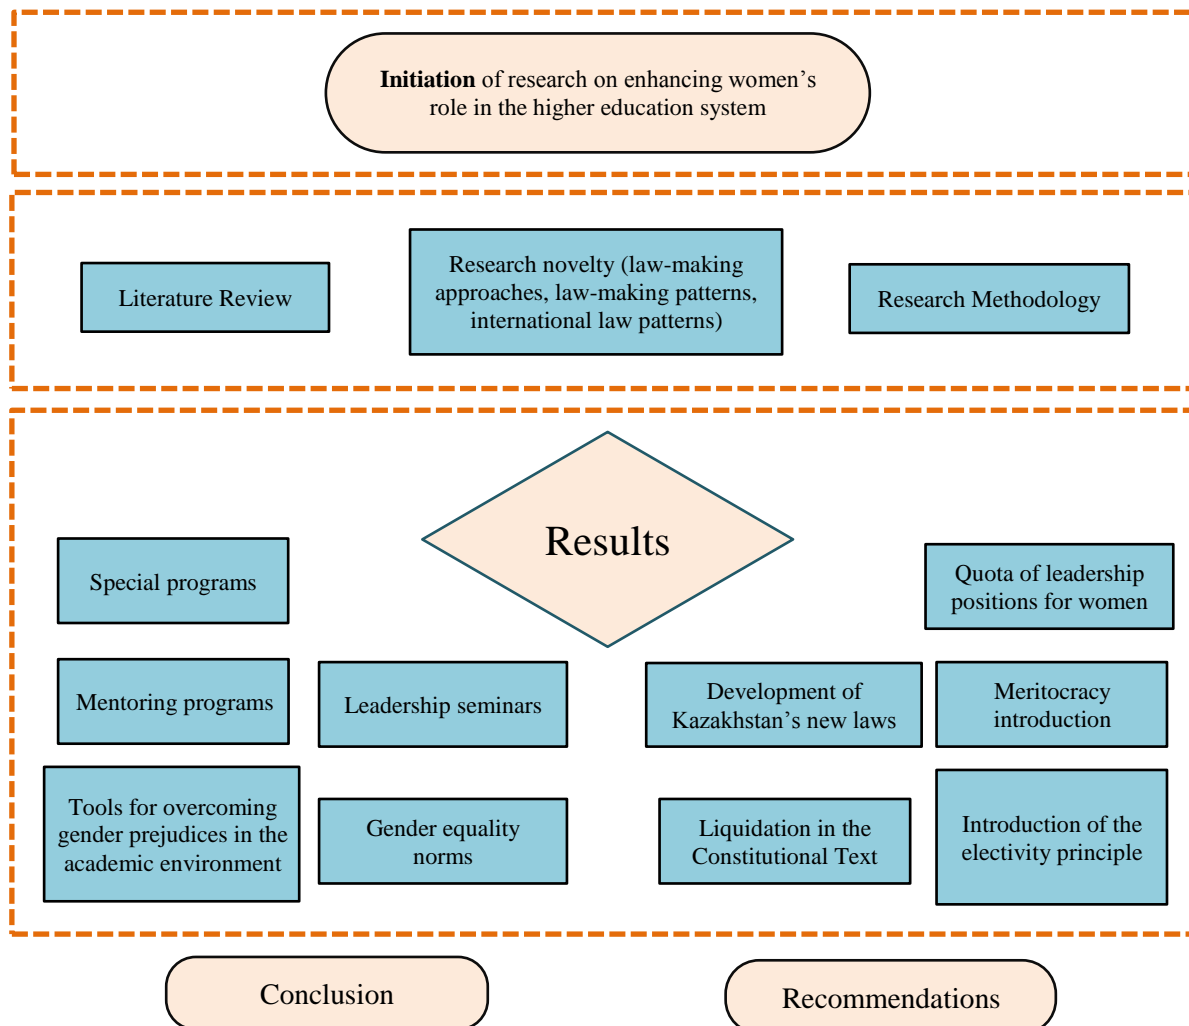 Initiation of research on enhancing women’s
role in the higher education system
Literature Review
Research novelty (law-making
approaches, law-making patterns,
international law patterns)
Research Methodology
Results
Special programs
Quota of leadership
positions for women
Mentoring programs
Leadership seminars
Development of
Kazakhstan’s new laws
Meritocracy
introduction
Tools for overcoming
gender prejudices in the
academic environment
Gender equality
norms
Liquidation in the
Constitutional Text
Introduction of the
electivity principle
Conclusion
Recommendations